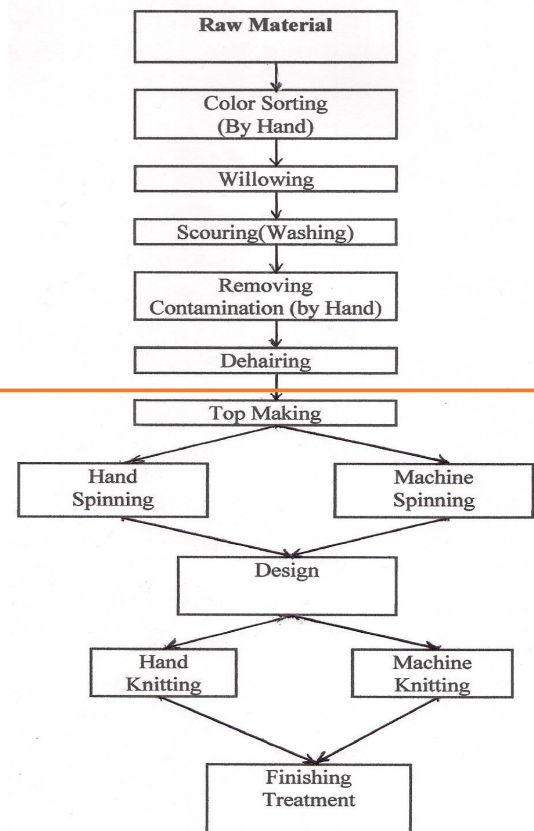 Raw Material
Color Sorting
(By Hand)
Willowing
Scouring(Washing)
Removing
Contamination (by Hand)
Dehairing
Top Making
Hand
Spinning
Machine
Spinning
Design
Hand
Knitting
Machine
Knitting
Finishing
Treatment